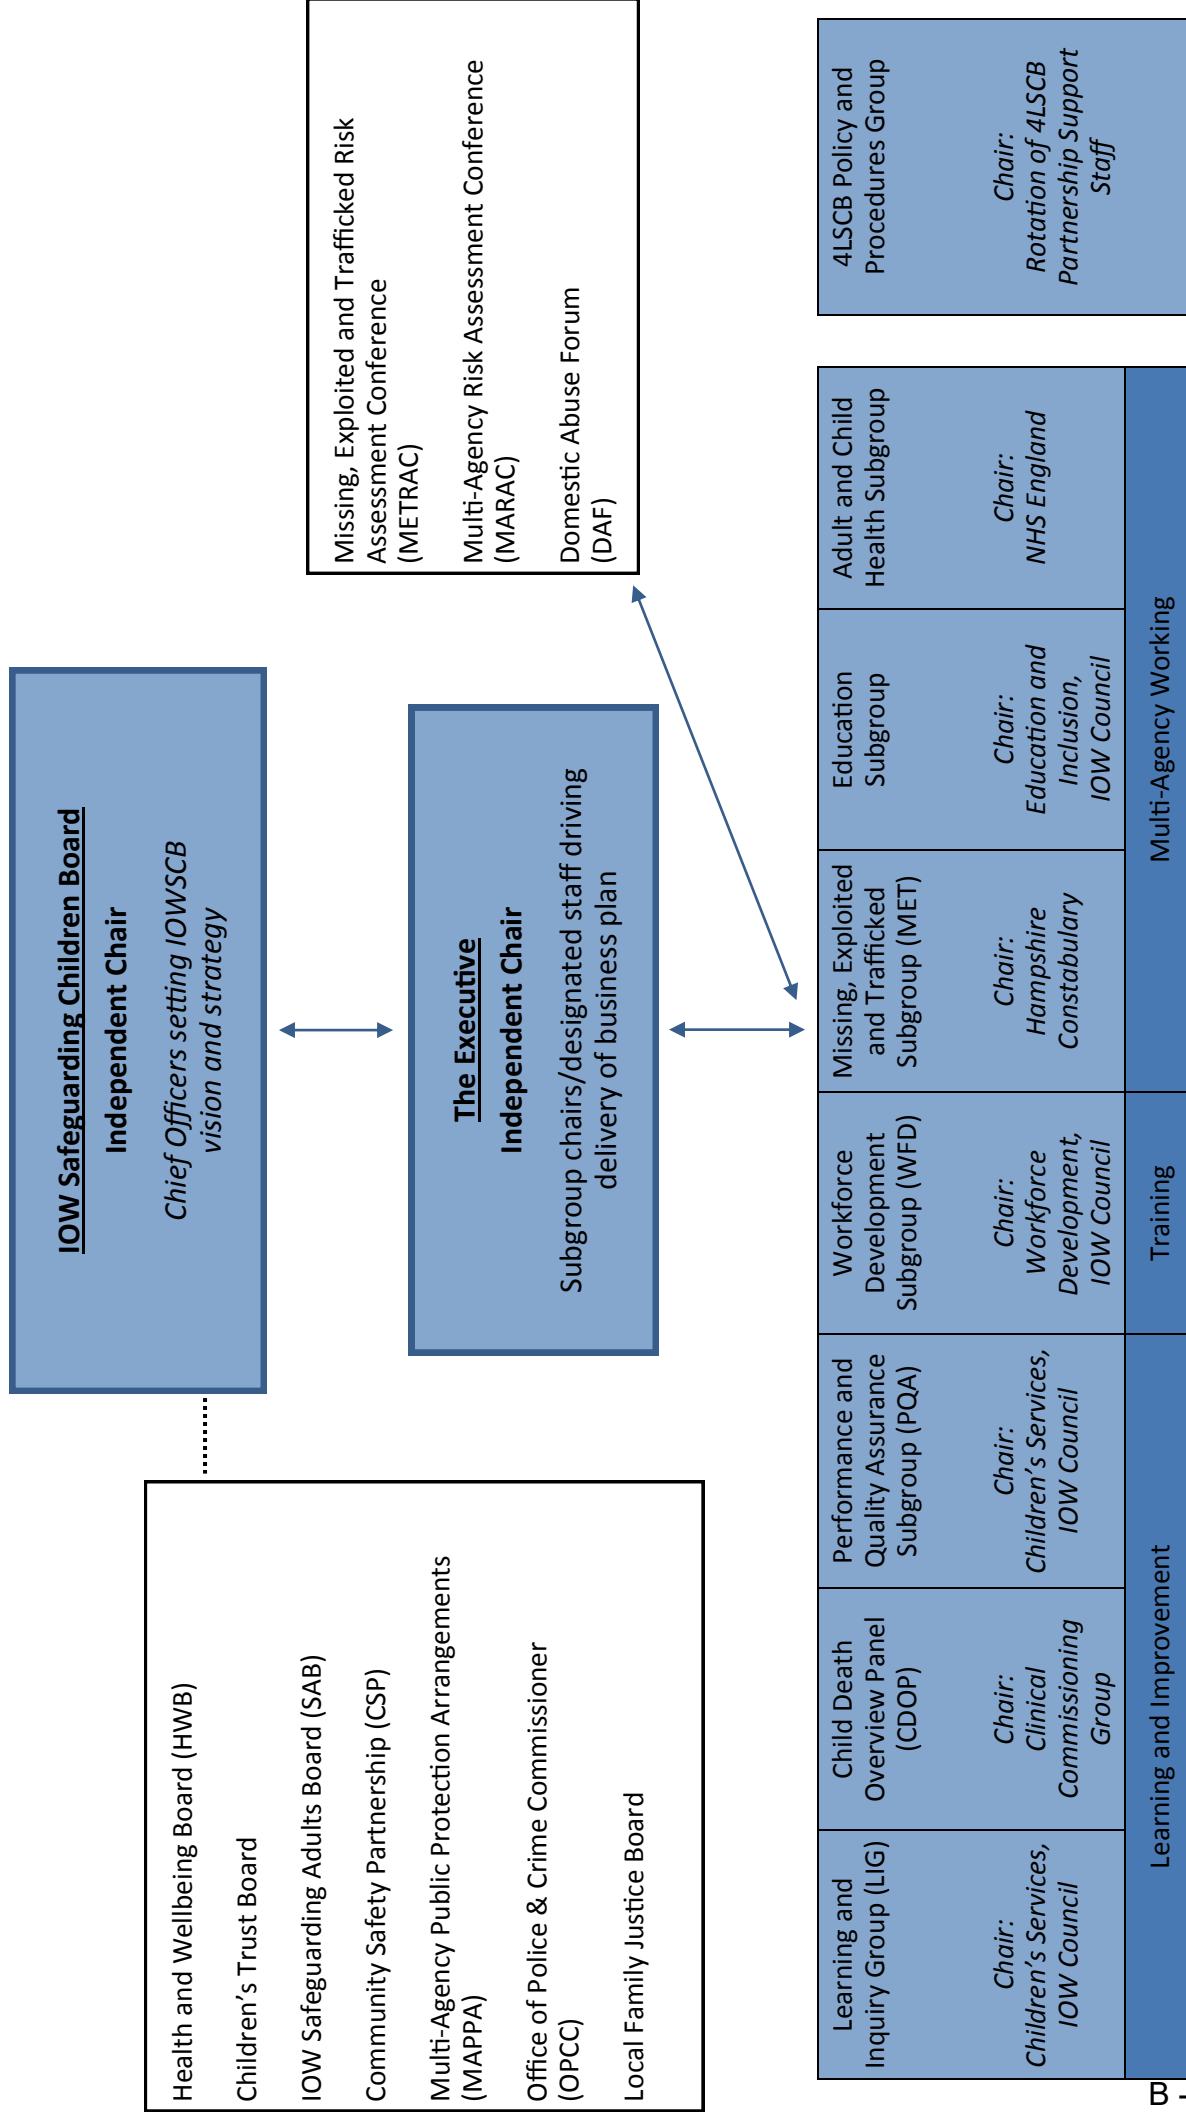 IOW Safeguarding Children Board
Independent Chair
Chief Officers setting IOWSCB
vision and strategy
Health and Wellbeing Board (HWB)
Children’s Trust Board
IOW Safeguarding Adults Board (SAB)
Community Safety Partnership (CSP)
Multi-Agency Public Protection Arrangements
(MAPPA)
Office of Police & Crime Commissioner
(OPCC)
Local Family Justice Board
The Executive
Independent Chair
Subgroup chairs/designated staff driving
delivery of business plan
Missing, Exploited and Trafficked Risk
Assessment Conference
(METRAC)
Multi-Agency Risk Assessment Conference
(MARAC)
Domestic Abuse Forum
(DAF)
Learning and
Inquiry Group (LIG)
Chair:
Children’s Services,
IOW Council
Child Death
Overview Panel
(CDOP)
Chair:
Clinical
Commissioning
Group
Performance and
Quality Assurance
Subgroup (PQA)
Chair:
Children’s Services,
IOW Council
Workforce
Development
Subgroup (WFD)
Chair:
Workforce
Development,
IOW Council
Missing, Exploited
and Trafficked
Subgroup (MET)
Chair:
Hampshire
Constabulary
Education
Subgroup
Chair:
Education and
Inclusion,
IOW Council
Adult and Child
Health Subgroup
Chair:
NHS England
4LSCB Policy and
Procedures Group
Chair:
Rotation of 4LSCB
Partnership Support
Staff
Learning and Improvement
Training
Multi-Agency Working
B -